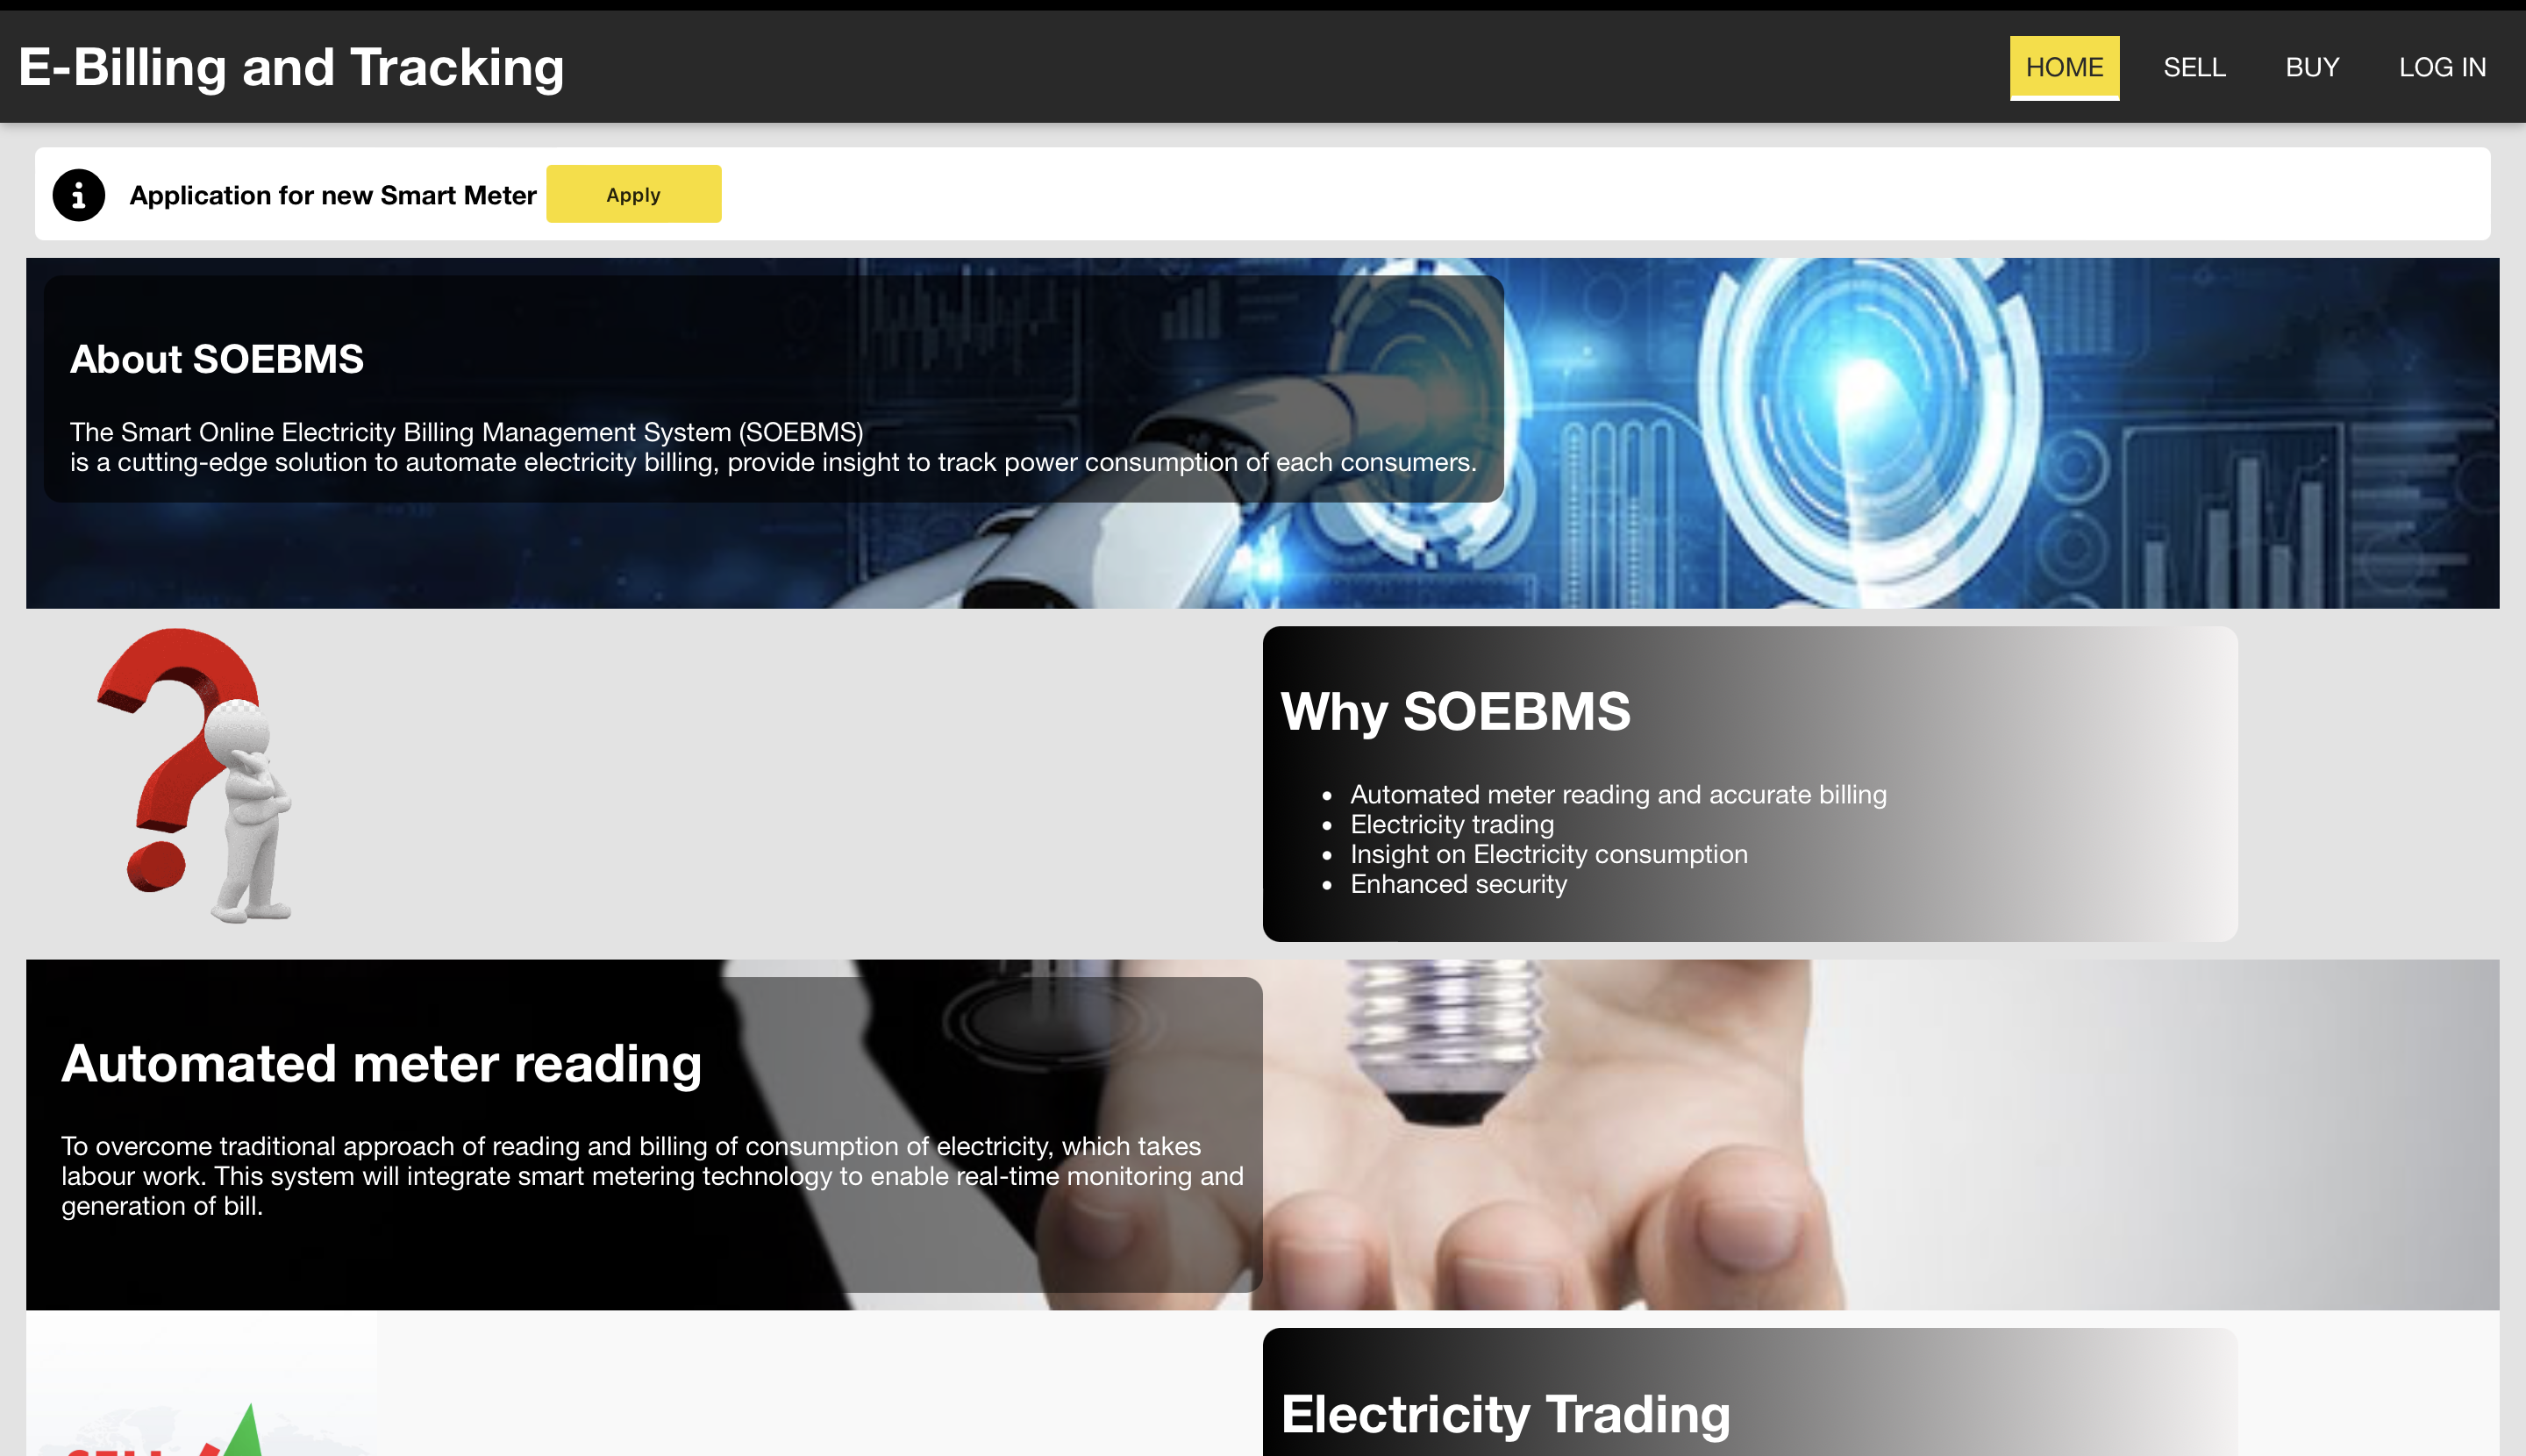 E-Billing and Tracking
HOME SELL BUY LOG IN
Application for new Smart Meter Apply
About SOEBMS
The Smart Online Electricity Billing Management System (SOEBMS)
is a cutting-edge solution to automate electricity billing, provide insight to track power consumption of each consumers.
Why SOEBMS
Automated meter reading and accurate billing
Electricity trading
Insight on Electricity consumption
Enhanced security
Automated meter reading
To overcome traditional approach of reading and billing of consumption of electricity, which takes
labour work. This system will integrate smart metering technology to enable real-time monitoring and
generation of bill.
Electricity Trading